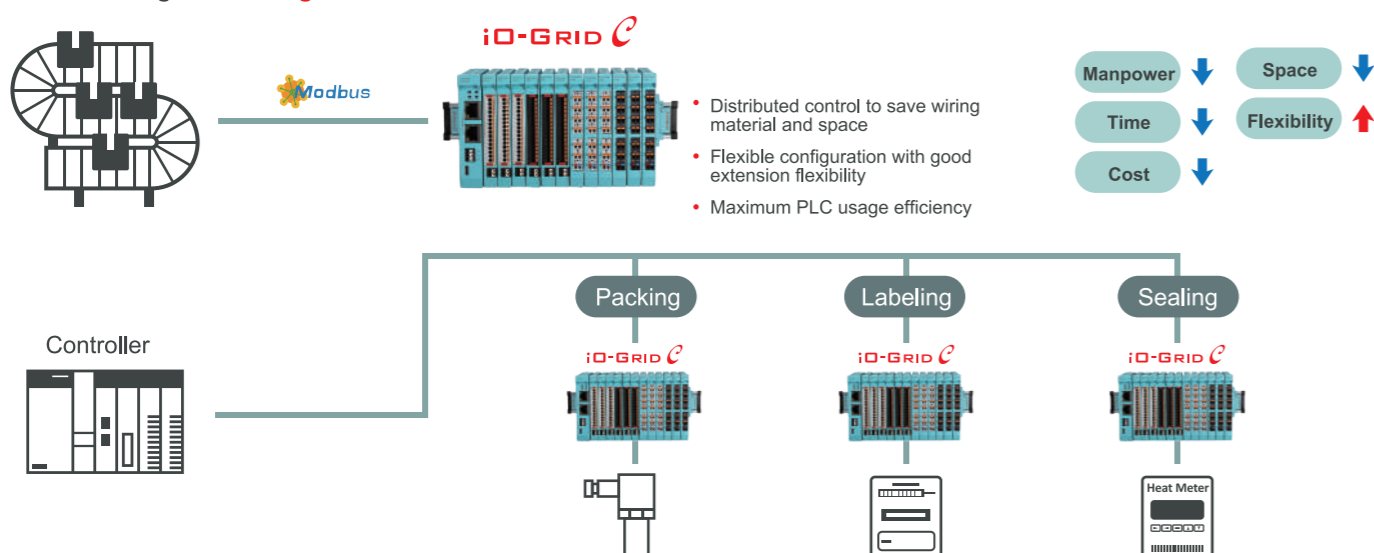 iO-GRID C
Modbus
• Distributed control to save wiring
material and space
• Flexible configuration with good
extension flexibility
• Maximum PLC usage efficiency
Manpower
Space
Time
Flexibility
Cost
Controller
Packing
Labeling
Sealing
iO-GRID C
iO-GRID C
iO-GRID C
Heat Meter